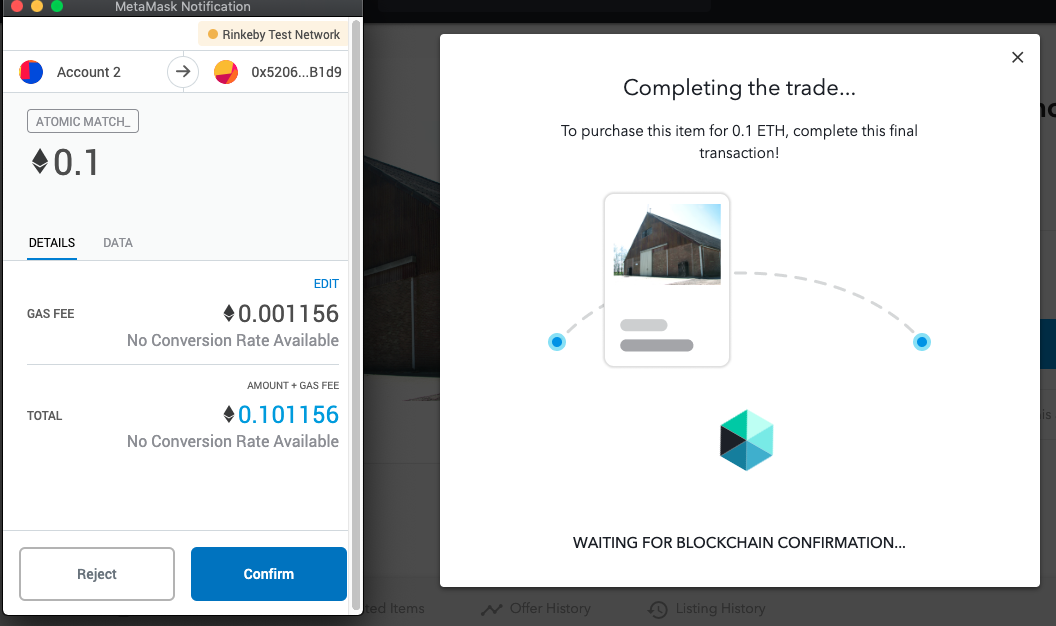 MetaMask Notification
Rinkeby Test Network
Account 2
0x5206...B1d9
ATOMIC MATCH_
0.1
DETAILS
DATA
EDIT
GAS FEE
0.001156
No Conversion Rate Available
AMOUNT + GAS FEE
TOTAL
0.101156
No Conversion Rate Available
Reject
Confirm
Completing the trade...
To purchase this item for 0.1 ETH, complete this final
transaction!
WAITING FOR BLOCKCHAIN CONFIRMATION...
Items
Offer History
Listing History